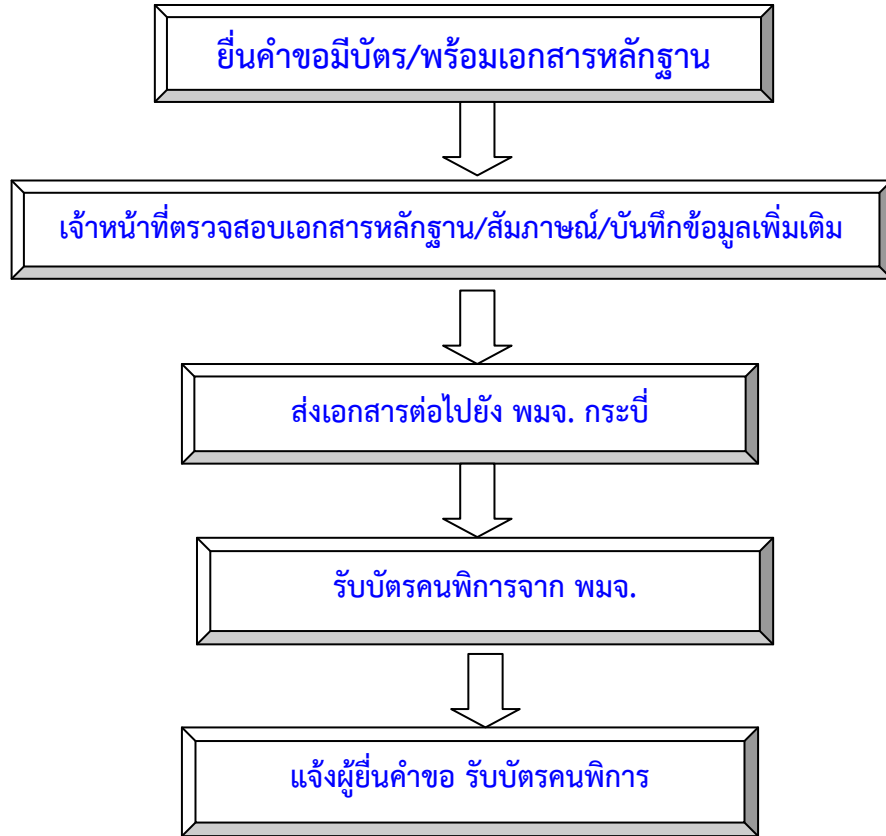 ยื่นคำขอมีบัตร/พร้อมเอกสารหลักฐาน
เจ้าหน้าที่ตรวจสอบเอกสารหลักฐาน/สัมภาษณ์/บันทึกข้อมูลเพิ่มเติม
ส่งเอกสารต่อไปยัง พมจ. กระบี่
รับบัตรคนพิการจาก พมจ.
แจ้งผู้ยื่นคำขอ รับบัตรคนพิการ